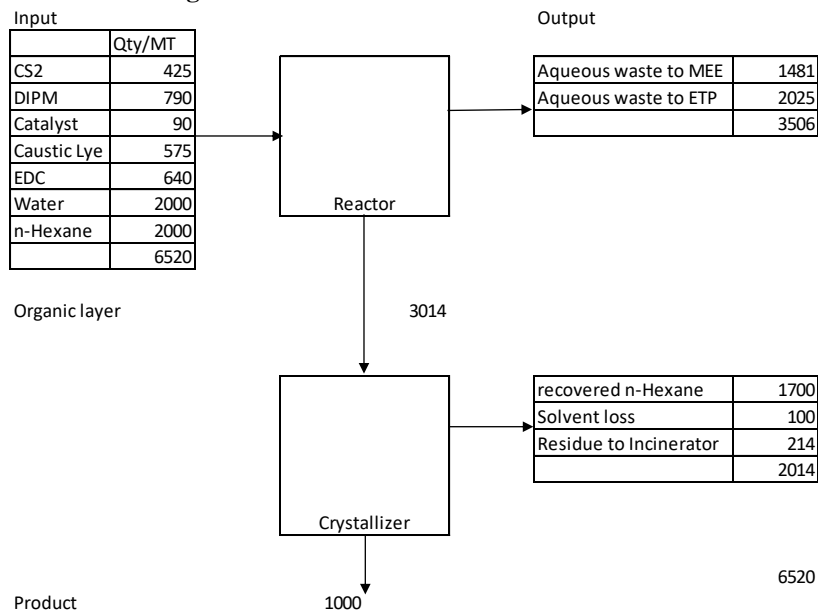 Input Output
Qty/MT
CS2 425
DIPM 790
Catalyst 90
Caustic Lye 575
EDC 640
Water 2000
n-Hexane 2000
6520
Aqueous waste to MEE 1481
Aqueous waste to ETP 2025
3506
Reactor
Organic layer 3014
recovered n-Hexane 1700
Solvent loss 100
Residue to Incinerator 214
2014
Crystallizer
6520
Product 1000